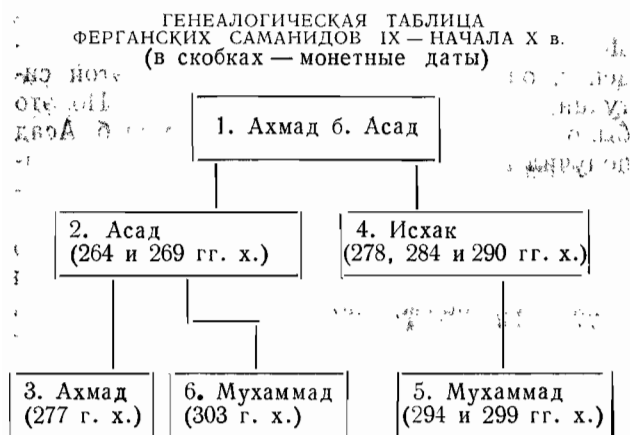 ГЕНЕАЛОГИЧЕСКАЯ ТАБЛИЦА
ФЕРГАНСКИХ САМАНИДОВ IX — НАЧАЛА X в.
(в скобках — монетные даты)
1. Ахмад б. Асад
2. Асад
(264 и 269 гг. х.)
4. Исхак
(278, 284 и 290 гг. х.)
3. Ахмад
(277 г. х.)
6. Мухаммад
(303 г. х.)
5. Мухаммад
(294 и 299 гг. х.)